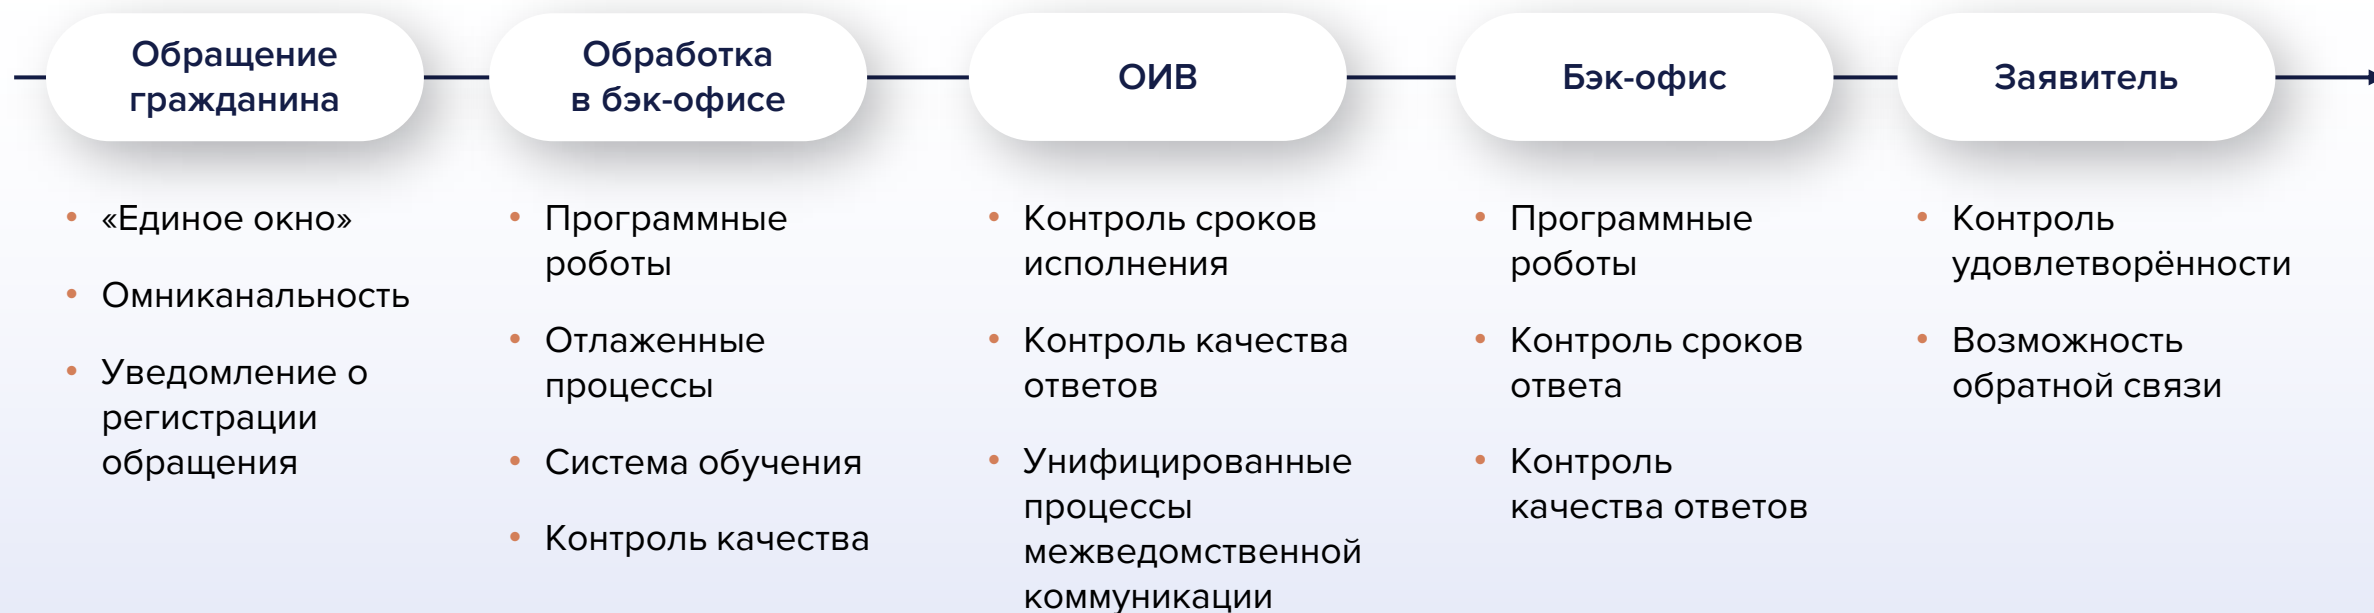 Обращение
гражданина
Обработка
в бэк-офисе
ОИВ
Бэк-офис
Заявитель
• «Единое окно»
• Омниканальность
• Уведомление о
регистрации
обращения
• Программные
роботы
• Отлаженные
процессы
• Система обучения
• Контроль качества
• Контроль сроков
исполнения
• Контроль качества
ответов
• Унифицированные
процессы
межведомственной
коммуникации
• Программные
роботы
• Контроль сроков
ответа
• Контроль
качества ответов
• Контроль
удовлетворённости
• Возможность
обратной связи